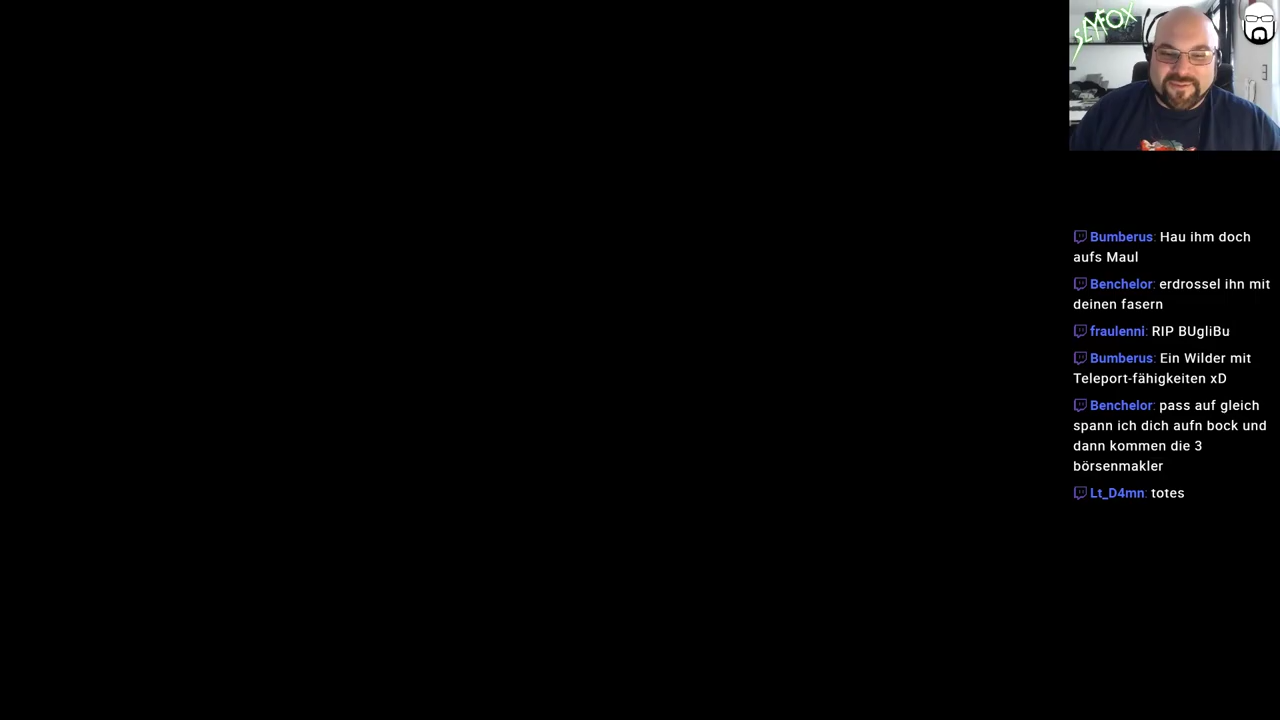 SLYFOX
Bumberus: Hau ihm doch
aufs Maul
Benchelor: erdrossel ihn mit
deinen fasern
fraulenni: RIP BUgliBu
Bumberus: Ein Wilder mit
Teleport-fähigkeiten xD
Benchelor: pass auf gleich
spann ich dich aufn bock und
dann kommen die 3
börsenmakler
Lt_D4mn: totes